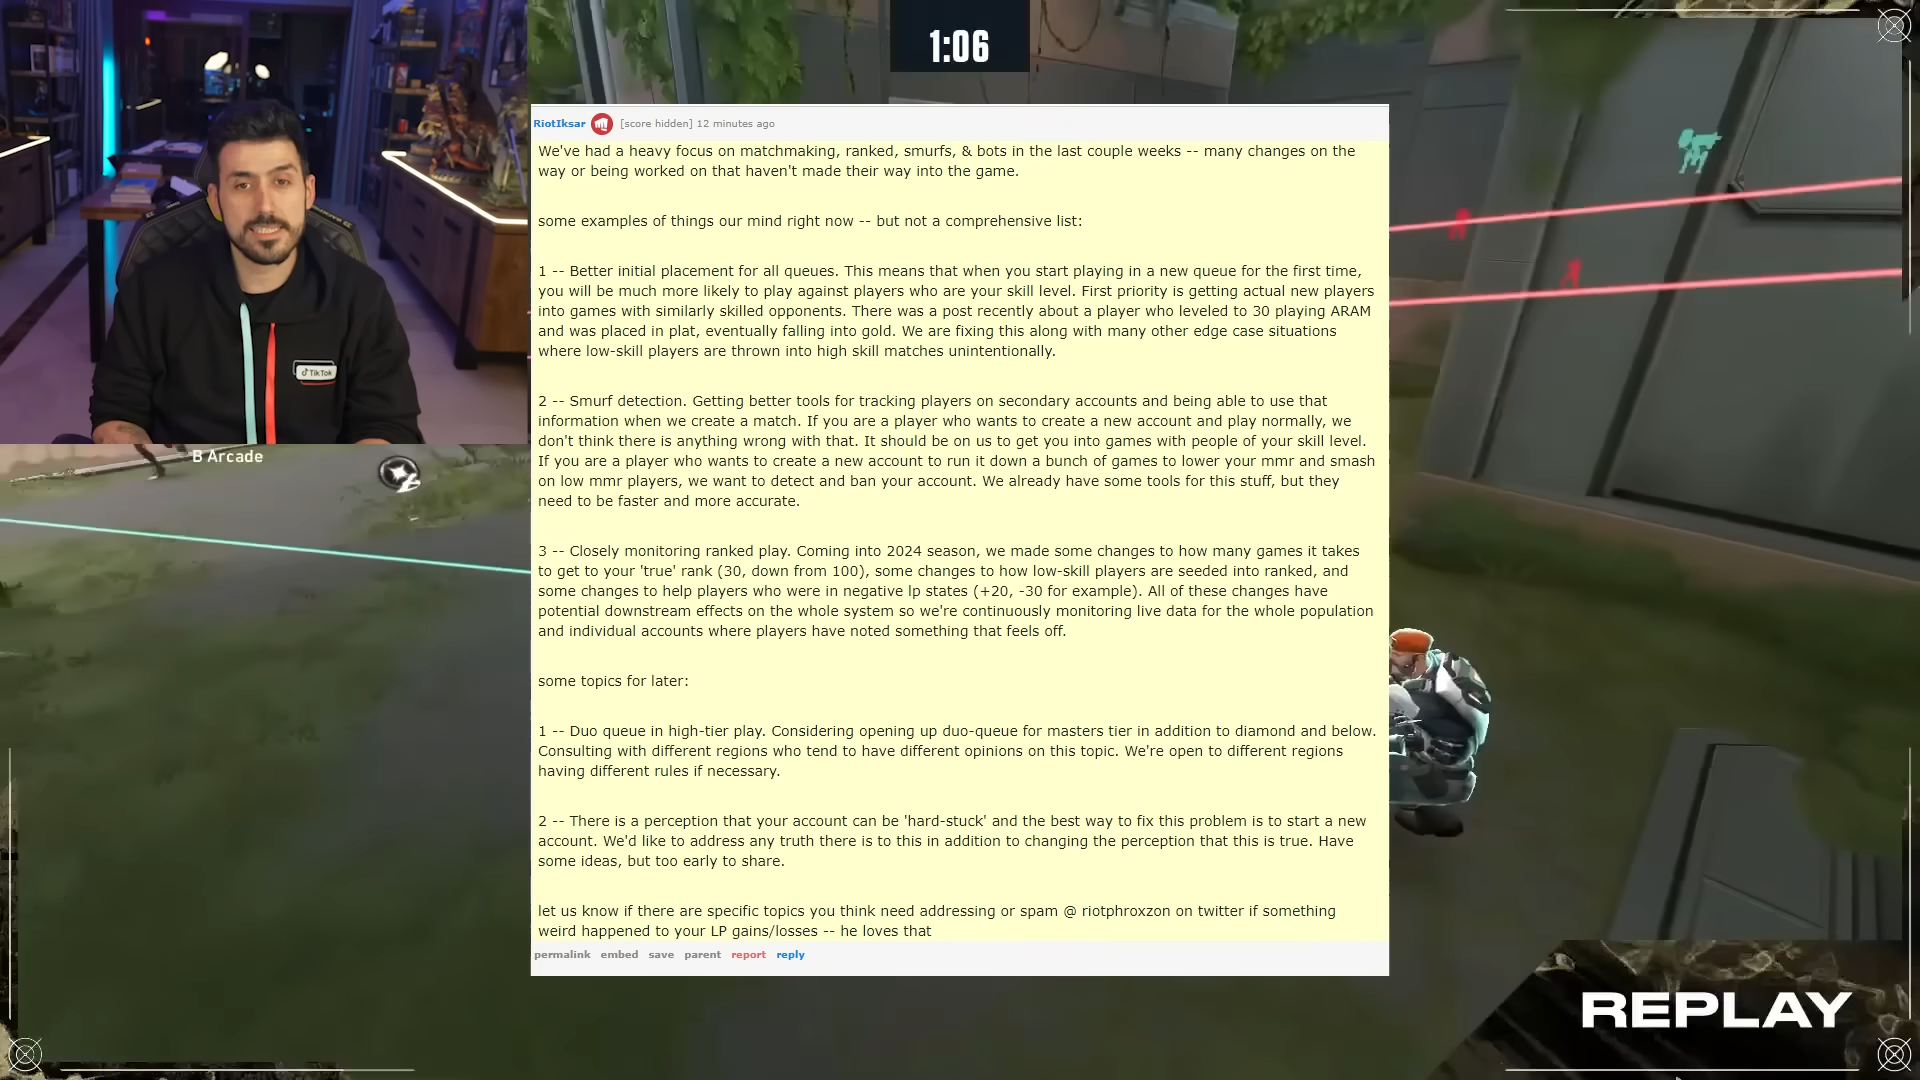 1:06
RiotIksar [score hidden] 12 minutes ago
We've had a heavy focus on matchmaking, ranked, smurfs, & bots in the last couple weeks -- many changes on the
way or being worked on that haven't made their way into the game.
some examples of things our mind right now -- but not a comprehensive list:
1 -- Better initial placement for all queues. This means that when you start playing in a new queue for the first time,
you will be much more likely to play against players who are your skill level. First priority is getting actual new players
into games with similarly skilled opponents. There was a post recently about a player who leveled to 30 playing ARAM
and was placed in plat, eventually falling into gold. We are fixing this along with many other edge case situations
where low-skill players are thrown into high skill matches unintentionally.
2 -- Smurf detection. Getting better tools for tracking players on secondary accounts and being able to use that
information when we create a match. If you are a player who wants to create a new account and play normally, we
don't think there is anything wrong with that. It should be on us to get you into games with people of your skill level.
If you are a player who wants to create a new account to run it down a bunch of games to lower your mmr and smash
on low mmr players, we want to detect and ban your account. We already have some tools for this stuff, but they
need to be faster and more accurate.
3 -- Closely monitoring ranked play. Coming into 2024 season, we made some changes to how many games it takes
to get to your 'true' rank (30, down from 100), some changes to how low-skill players are seeded into ranked, and
some changes to help players who were in negative lp states (+20, -30 for example). All of these changes have
potential downstream effects on the whole system so we're continuously monitoring live data for the whole population
and individual accounts where players have noted something that feels off.
some topics for later:
1 -- Duo queue in high-tier play. Considering opening up duo-queue for masters tier in addition to diamond and below.
Consulting with different regions who tend to have different opinions on this topic. We're open to different regions
having different rules if necessary.
2 -- There is a perception that your account can be 'hard-stuck' and the best way to fix this problem is to start a new
account. We'd like to address any truth there is to this in addition to changing the perception that this is true. Have
some ideas, but too early to share.
let us know if there are specific topics you think need addressing or spam @ riotphroxzon on twitter if something
weird happened to your LP gains/losses -- he loves that
permalink embed save parent report reply
TikTok
B Arcade
REPLAY